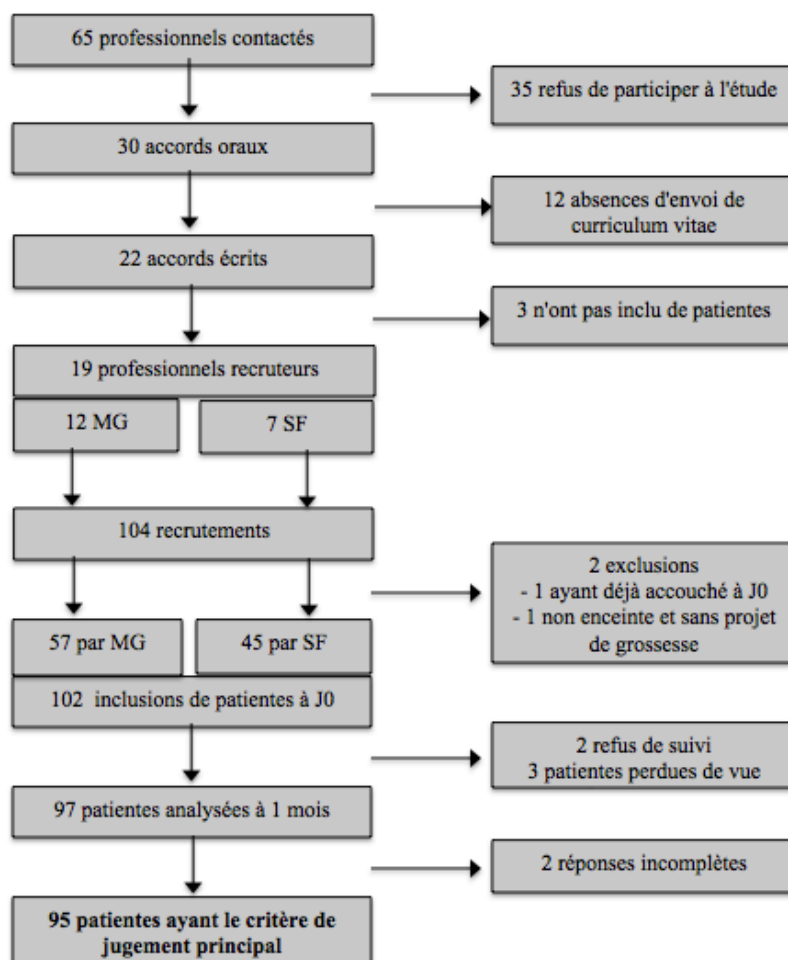 65 professionnels contactés
35 refus de participer à l'étude
30 accords oraux
12 absences d'envoi de
curriculum vitae
22 accords écrits
3 n'ont pas inclu de patientes
19 professionnels recruteurs
12 MG
7 SF
104 recrutements
2 exclusions
- 1 ayant déjà accouché à J0
- 1 non enceinte et sans projet
de grossesse
57 par MG
45 par SF
102 inclusions de patientes à J0
2 refus de suivi
3 patientes perdues de vue
97 patientes analysées à 1 mois
2 réponses incomplètes
95 patientes ayant le critère de
jugement principal